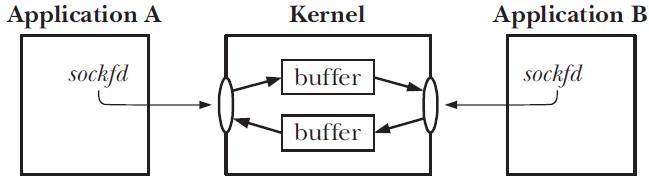 Application A Kernel Application B
sockfd buffer sockfd
buffer